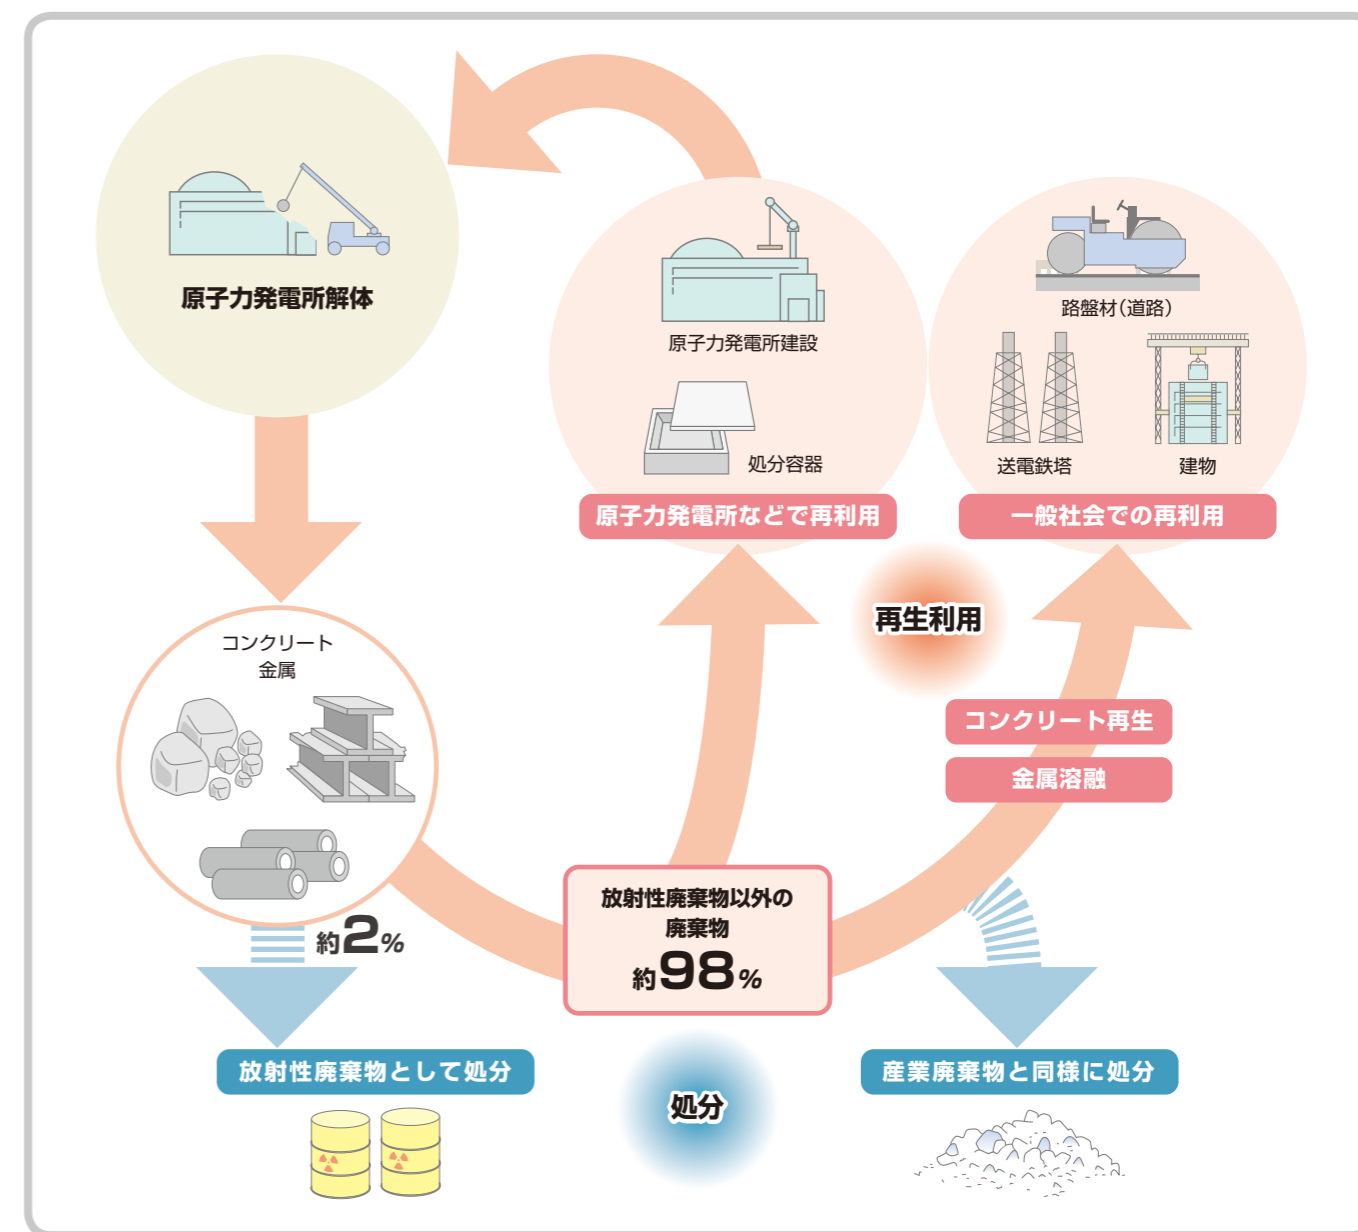 原子力発電所解体
原子力発電所建設
処分容器
原子力発電所などで再利用
路盤材(道路)
送電鉄塔
建物
一般社会での再利用
再生利用
コンクリート
金属
コンクリート再生
金属溶融
放射性廃棄物以外の
廃棄物
約98%
約2%
放射性廃棄物として処分
処分
産業廃棄物と同様に処分